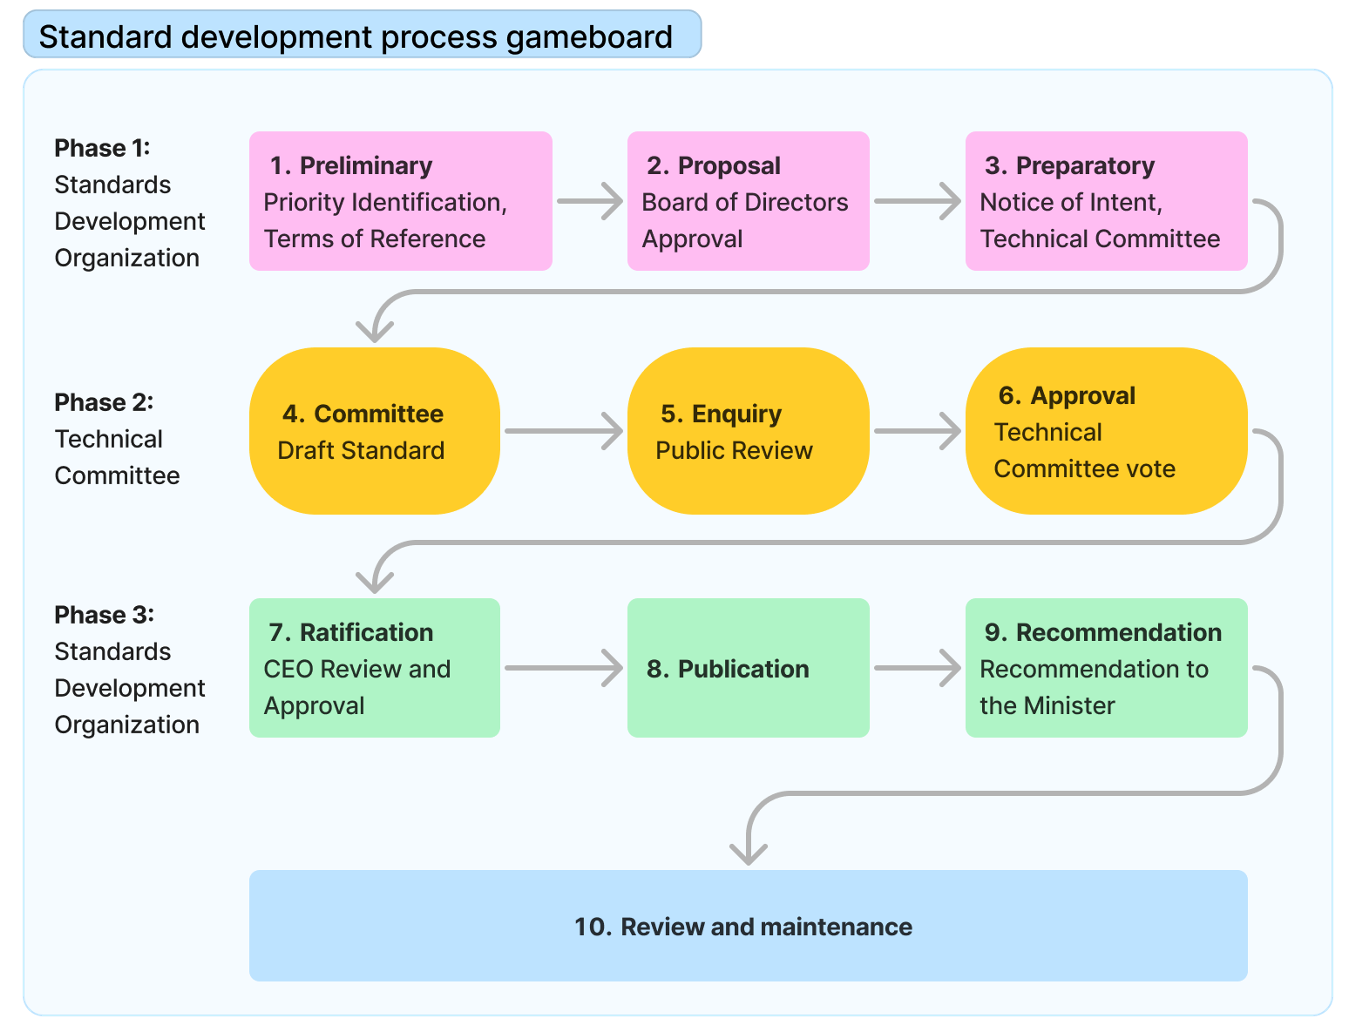 Standard development process gameboard
Phase 1:
Standards
Development
Organization
1. Preliminary
Priority Identification,
Terms of Reference
2. Proposal
Board of Directors
Approval
3. Preparatory
Notice of Intent,
Technical Committee
Phase 2:
Technical
Committee
4. Committee
Draft Standard
5. Enquiry
Public Review
6. Approval
Technical
Committee vote
Phase 3:
Standards
Development
Organization
7. Ratification
CEO Review and
Approval
8. Publication
9. Recommendation
Recommendation to
the Minister
10. Review and maintenance